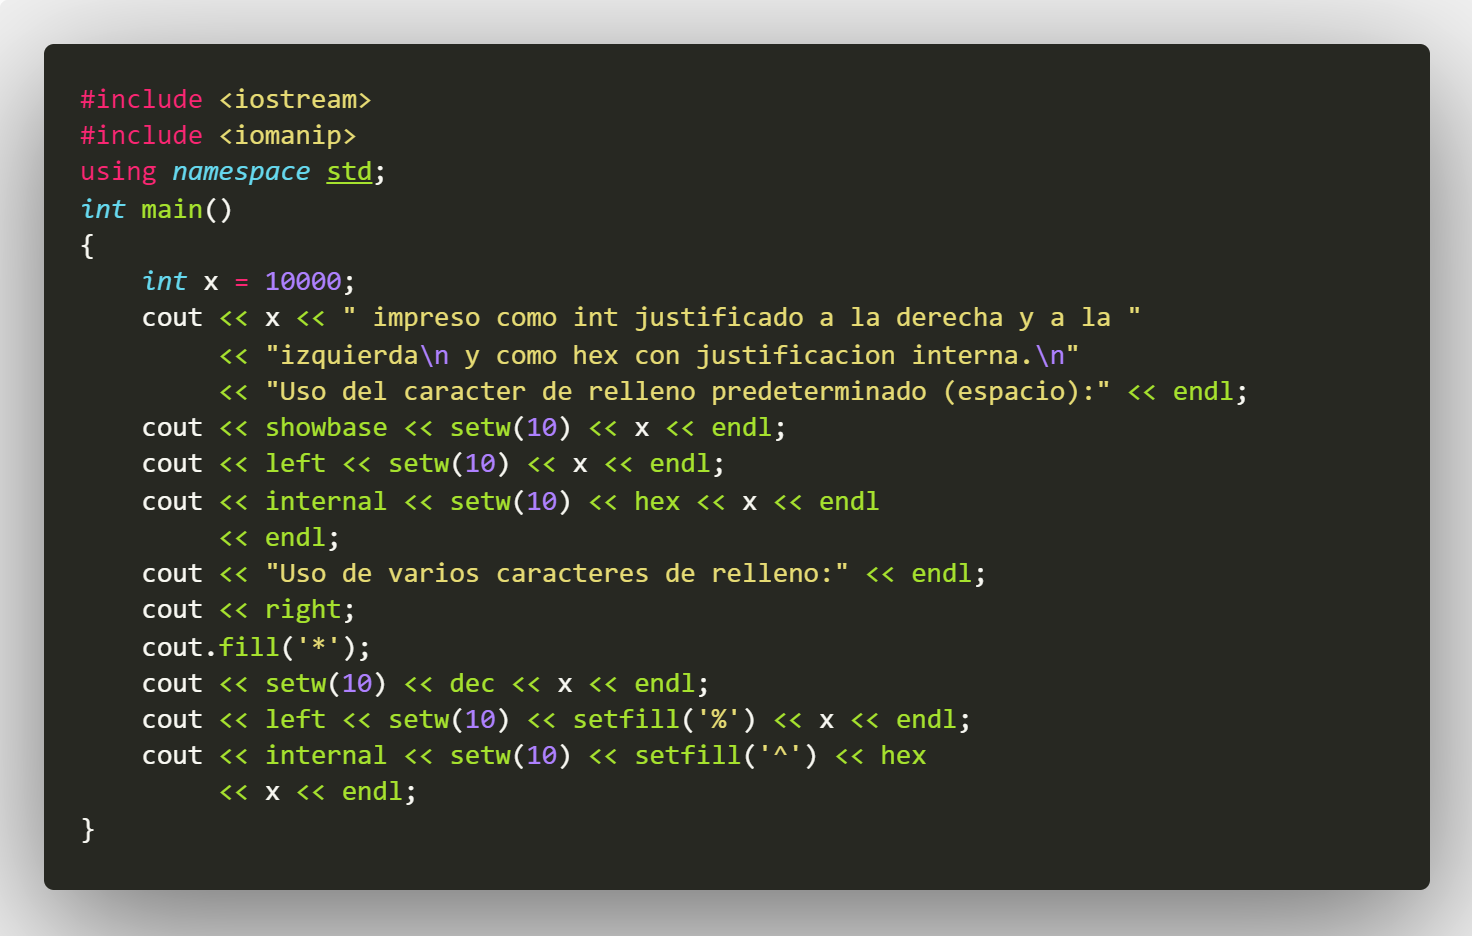 #include <iostream>
#include <iomanip>
using namespace std;
int main()
{
    int x = 10000;
    cout << x << " impreso como int justificado a la derecha y a la "
         << "izquierda\n y como hex con justificacion interna.\n"
         << "Uso del caracter de relleno predeterminado (espacio):" << endl;
    cout << showbase << setw(10) << x << endl;
    cout << left << setw(10) << x << endl;
    cout << internal << setw(10) << hex << x << endl
         << endl;
    cout << "Uso de varios caracteres de relleno:" << endl;
    cout << right;
    cout.fill('*');
    cout << setw(10) << dec << x << endl;
    cout << left << setw(10) << setfill('%') << x << endl;
    cout << internal << setw(10) << setfill('^') << hex
         << x << endl;
}